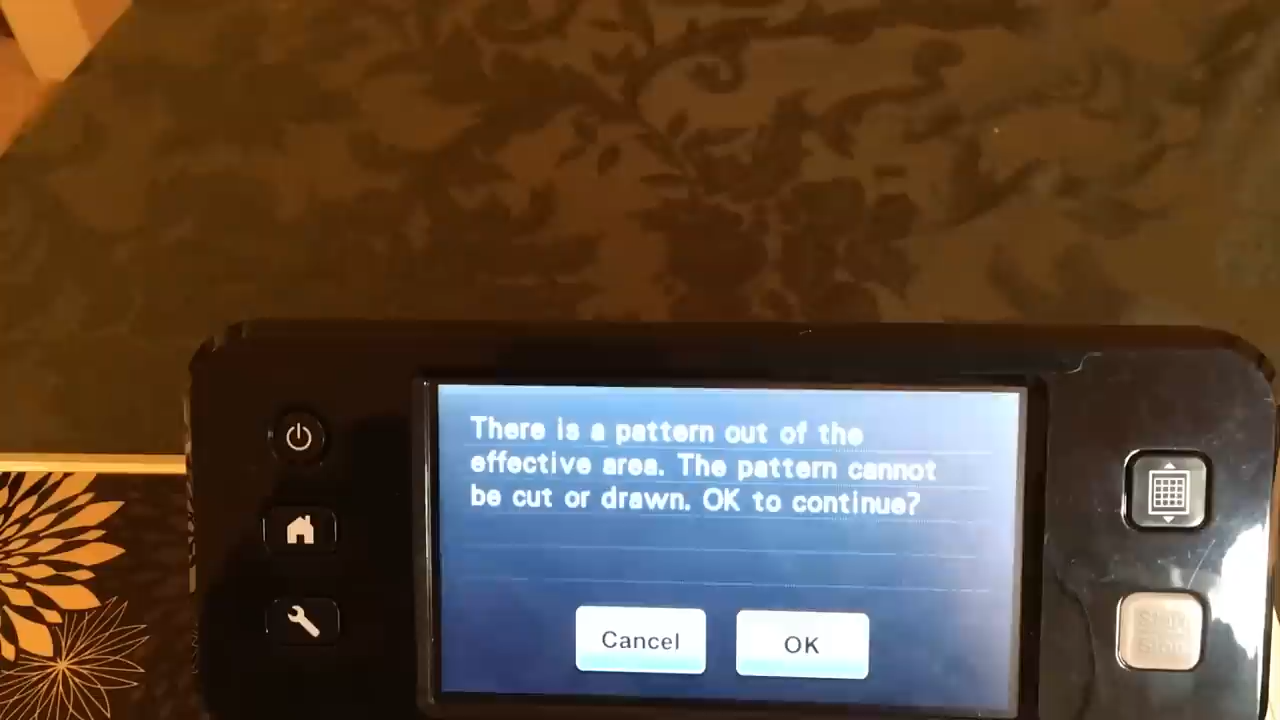 There is a pattern out of the
effective area. The pattern cannot
be cut or drawn. OK to continue?
Cancel
OK